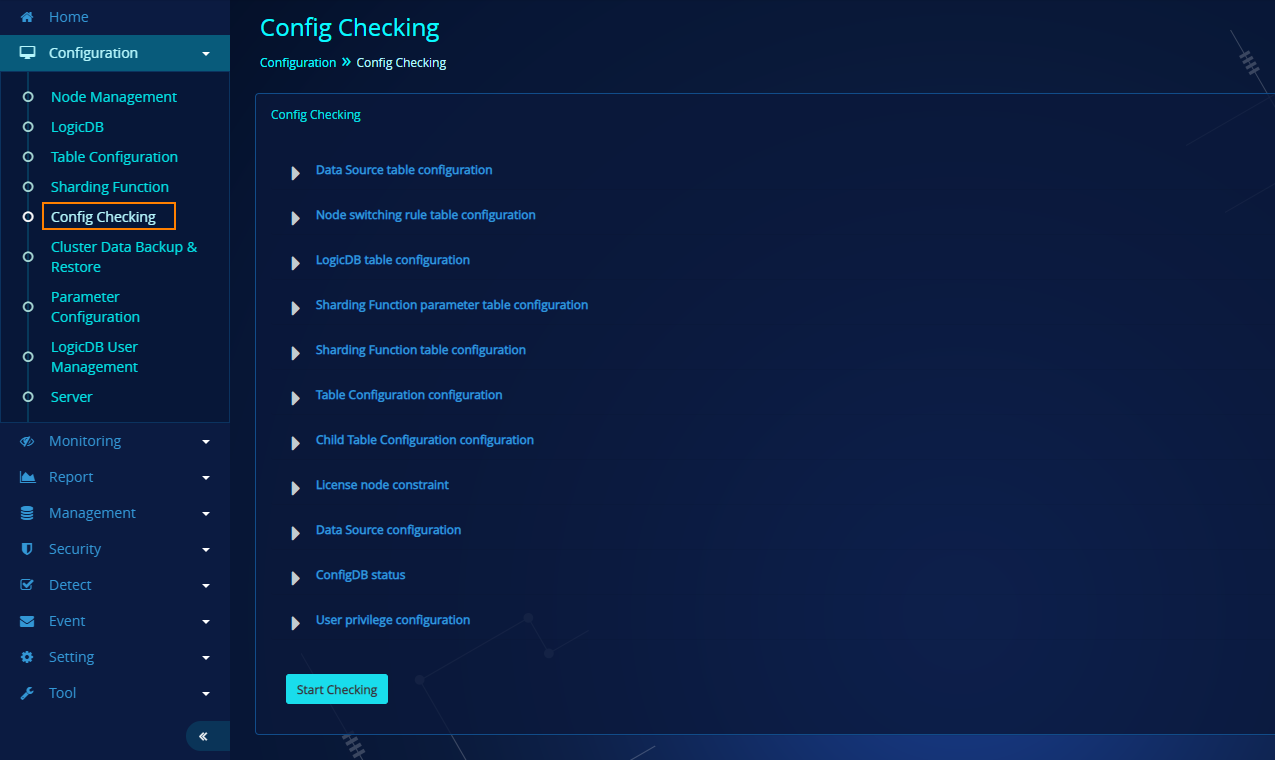 Home
Configuration
Node Management
LogicDB
Table Configuration
Sharding Function
Config Checking
Cluster Data Backup &
Restore
Parameter
Configuration
LogicDB User
Management
Server
Monitoring
Report
Management
Security
Detect
Event
Setting
Tool
«
Config Checking
Configuration » Config Checking
Config Checking
Data Source table configuration
Node switching rule table configuration
LogicDB table configuration
Sharding Function parameter table configuration
Sharding Function table configuration
Table Configuration configuration
Child Table Configuration configuration
License node constraint
Data Source configuration
ConfigDB status
User privilege configuration
Start Checking